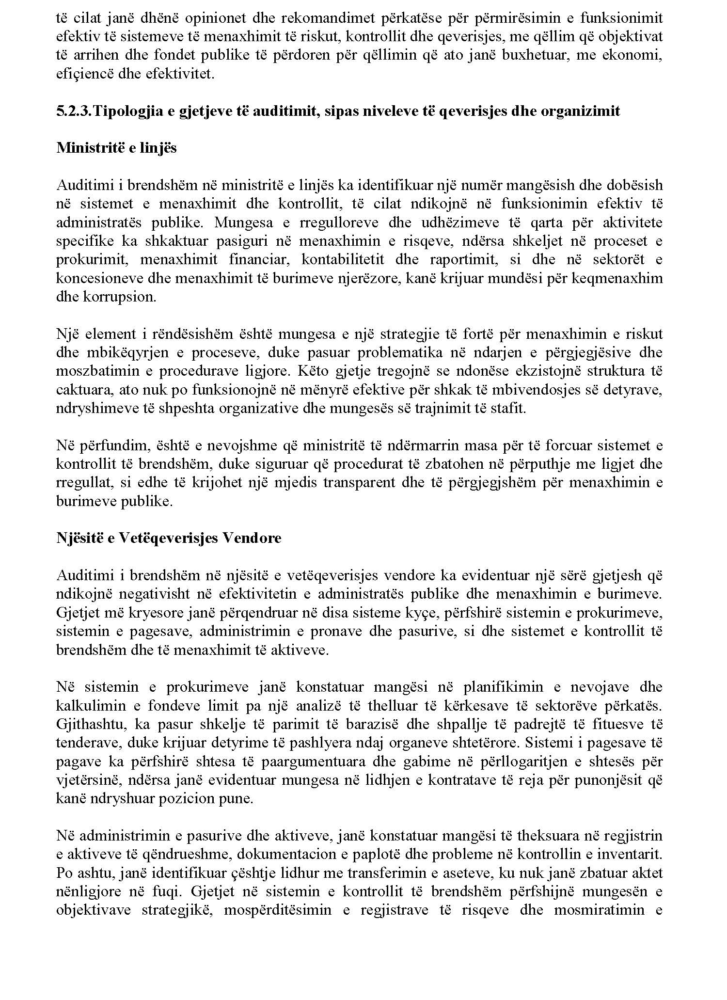 të cilat janë dhënë opinionet dhe rekomandimet përkatëse për përmirësimin e funksionimit
efektiv të sistemeve të menaxhimit të riskut, kontrollit dhe qeverisjes, me qëllim që objektivat
të arrihen dhe fondet publike të përdoren për qëllimin që ato janë buxhetuar, me ekonomi,
efiçiencë dhe efektivitet.
5.2.3.Tipologjia e gjetjeve të auditimit, sipas niveleve të qeverisjes dhe organizimit
Ministritë e linjës
Auditimi i brendshëm në ministritë e linjës ka identifikuar një numër mangësish dhe dobësish
në sistemet e menaxhimit dhe kontrollit, të cilat ndikojnë në funksionimin efektiv të
administratës publike. Mungesa e rregulloreve dhe udhëzimeve të qarta për aktivitete
specifike ka shkaktuar pasiguri në menaxhimin e risqeve, ndërsa shkeljet në proceset e
prokurimit, menaxhimit financiar, kontabilitetit dhe raportimit, si dhe në sektorët e
koncesioneve dhe menaxhimit të burimeve njerëzore, kanë krijuar mundësi për keqmenaxhim
dhe korrupsion.
Një element i rëndësishëm është mungesa e një strategjie të fortë për menaxhimin e riskut
dhe mbikëqyrjen e proceseve, duke pasuar problematika në ndarjen e përgjegjësive dhe
moszbatimin e procedurave ligjore. Këto gjetje tregojnë se ndonëse ekzistojnë struktura të
caktuara, ato nuk po funksionojnë në mënyrë efektive për shkak të mbivendosjes së detyrave,
ndryshimeve të shpeshta organizative dhe mungesës së trajnimit të stafit.
Në përfundim, është e nevojshme që ministritë të ndërmarrin masa për të forcuar sistemet e
kontrollit të brendshëm, duke siguruar që procedurat të zbatohen në përputhje me ligjet dhe
rregullat, si edhe të krijohet një mjedis transparent dhe të përgjegjshëm për menaxhimin e
burimeve publike.
Njësitë e Vetëqeverisjes Vendore
Auditimi i brendshëm në njësitë e vetëqeverisjes vendore ka evidentuar një sërë gjetjesh që
ndikojnë negativisht në efektivitetin e administratës publike dhe menaxhimin e burimeve.
Gjetjet më kryesore janë përqendruar në disa sisteme kyçe, përfshirë sistemin e prokurimeve,
sistemin e pagesave, administrimin e pronave dhe pasurive, si dhe sistemet e kontrollit të
brendshëm dhe të menaxhimit të aktiveve.
Në sistemin e prokurimeve janë konstatuar mangësi në planifikimin e nevojave dhe
kalkulimin e fondeve limit pa një analizë të thelluar të kërkesave të sektorëve përkatës.
Gjithashtu, ka pasur shkelje të parimit të barazisë dhe shpallje të padrejtë të fituesve të
tenderave, duke krijuar detyrime të pashlyera ndaj organeve shtetërore. Sistemi i pagesave të
pagave ka përfshirë shtesa të paargumentuara dhe gabime në përllogaritjen e shtesës për
vjetërsinë, ndërsa janë evidentuar mungesa në lidhjen e kontratave të reja për punonjësit që
kanë ndryshuar pozicion pune.
Në administrimin e pasurive dhe aktiveve, janë konstatuar mangësi të theksuara në regjistrin
e aktiveve të qëndrueshme, dokumentacion e paplotë dhe probleme në kontrollin e inventarit.
Po ashtu, janë identifikuar çështje lidhur me transferimin e aseteve, ku nuk janë zbatuar aktet
nënligjore në fuqi. Gjetjet në sistemin e kontrollit të brendshëm përfshijnë mungesën e
objektivave strategjikë, mospërditësimin e regjistrave të risqeve dhe mosmiratimin e